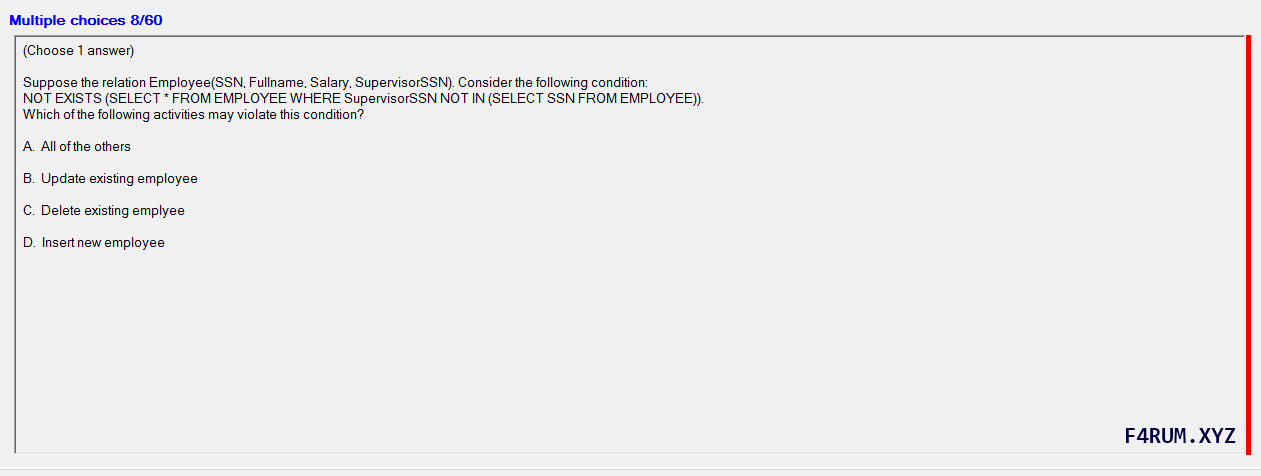 Multiple choices 8/60
(Choose 1 answer)
Suppose the relation Employee(SSN, Fullname, Salary, SupervisorSSN). Consider the following condition:
NOT EXISTS (SELECT * FROM EMPLOYEE WHERE SupervisorSSN NOT IN (SELECT SSN FROM EMPLOYEE)).
Which of the following activities may violate this condition?
A. All of the others
B. Update existing employee
C. Delete existing emplyee
D. Insert new employee
F4RUM.XYZ